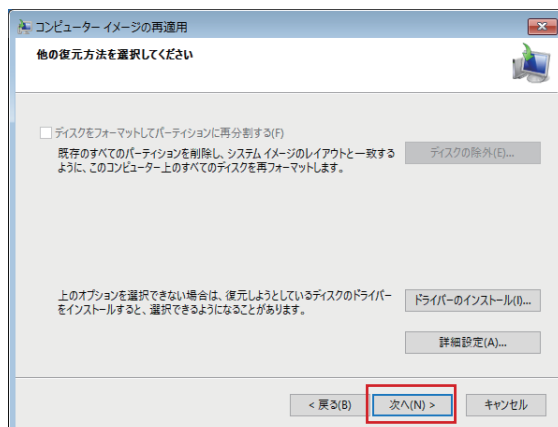 コンピューター イメージの再適用
他の復元方法を選択してください
ディスクをフォーマットしてパーティションに再分割する(F)
既存のすべてのパーティションを削除し、システム イメージのレイアウトと一致する
ように、このコンピューター上のすべてのディスクを再フォーマットします。
ディスクの除外(E)...
上のオプションを選択できない場合は、復元しようとしているディスクのドライバー
をインストールすると、選択できるようになることがあります。
ドライバーのインストール(I)...
詳細設定(A)...
< 戻る(B)
次へ(N) >
キャンセル